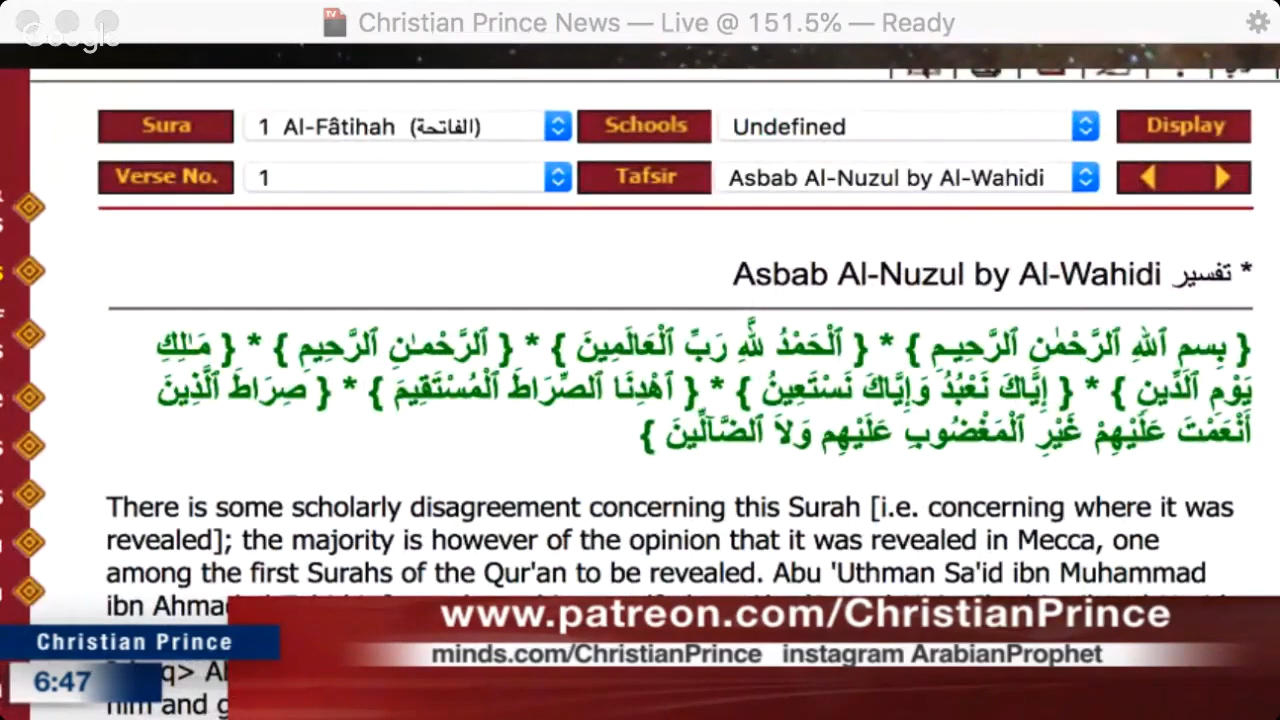 Christian Prince News — Live @ 151.5% — Ready
Google
Sura
1 Al-Fâtihah (الفاتحة)
Schools
Undefined
Display
Verse No.
1
Tafsir
Asbab Al-Nuzul by Al-Wahidi
* تفسير Asbab Al-Nuzul by Al-Wahidi
{ بِسمِ ٱللهِ ٱلرَّحْمٰنِ ٱلرَّحِيـمِ } * { ٱلْحَمْدُ للَّهِ رَبِّ ٱلْعَالَمِينَ } * { ٱلرَّحْمـٰنِ ٱلرَّحِيمِ } * { مَـٰلِكِ
يَوْمِ ٱلدِّينِ } * { إِيَّاكَ نَعْبُدُ وَإِيَّاكَ نَسْتَعِينُ } * { ٱهْدِنَا ٱلصِّرَاطَ ٱلْمُسْتَقِيمَ } * { صِرَاطَ ٱلَّذِينَ
أَنْعَمْتَ عَلَيْهِمْ غَيْرِ ٱلْمَغْضُوبِ عَلَيْهِم وَلاَ ٱلضَّآلِّينَ }
There is some scholarly disagreement concerning this Surah [i.e. concerning where it was
revealed]; the majority is however of the opinion that it was revealed in Mecca, one
among the first Surahs of the Qur'an to be revealed. Abu 'Uthman Sa'id ibn Muhammad
ibn
www.patreon.com/ChristianPrince
Christian Prince
minds.com/ChristianPrince instagram ArabianProphet
6:47
him and